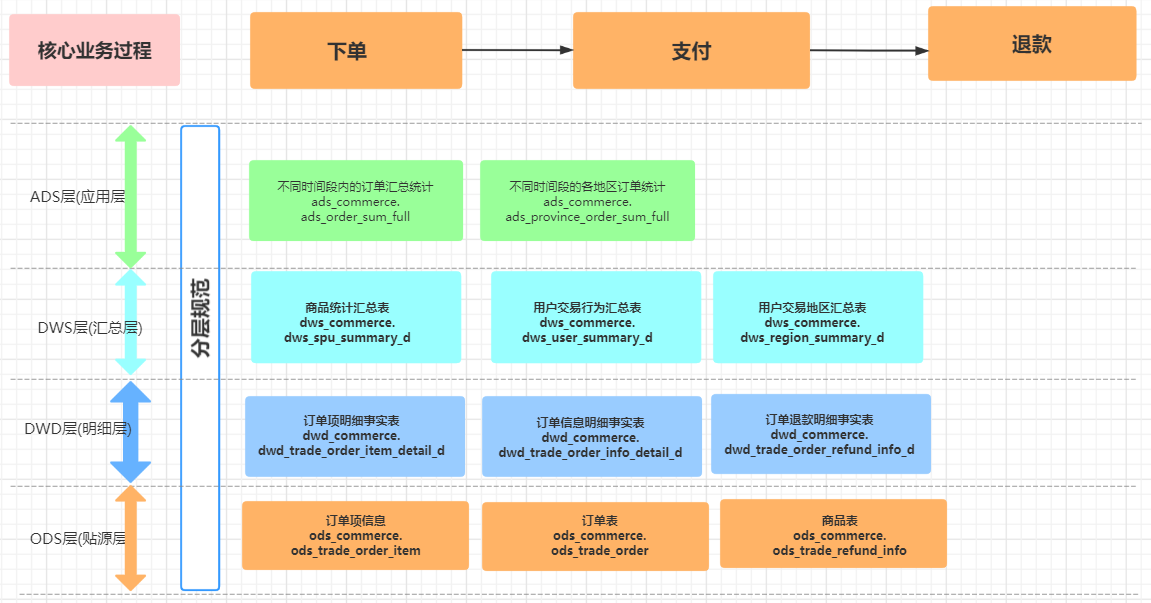 核心业务过程
下单
支付
退款
ADS层(应用层
分层规范
不同时间段内的订单汇总统计
ads_commerce.
ads_order_sum_full
不同时间段的各地区订单统计
ads_commerce.
ads_province_order_sum_full
DWS层(汇总层)
商品统计汇总表
dws_commerce.
dws_spu_summary_d
用户交易行为汇总表
dws_commerce.
dws_user_summary_d
用户交易地区汇总表
dws_commerce.
dws_region_summary_d
DWD层(明细层)
订单项明细事实表
dwd_commerce.
dwd_trade_order_item_detail_d
订单信息明细事实表
dwd_commerce.
dwd_trade_order_info_detail_d
订单退款明细事实表
dwd_commerce.
dwd_trade_order_refund_info_d
ODS层(贴源层
订单项信息
ods_commerce.
ods_trade_order_item
订单表
ods_commerce.
ods_trade_order
商品表
ods_commerce.
ods_trade_refund_info